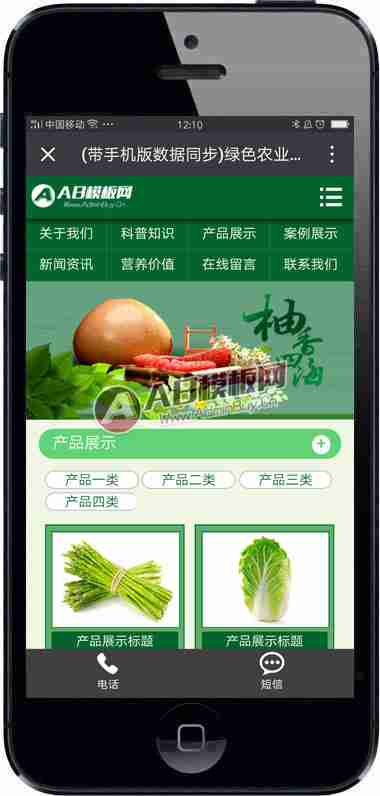 中国移动 12:10
(带手机版数据同步)绿色农业...
AB模板网
Www.AdminBuy.Cn
关于我们 科普知识 产品展示 案例展示
新闻资讯 营养价值 在线留言 联系我们
柚香四海
AB模板网
Www.AdminBuy.Cn
产品展示
产品一类 产品二类 产品三类
产品四类
产品展示标题 产品展示标题
电话 短信